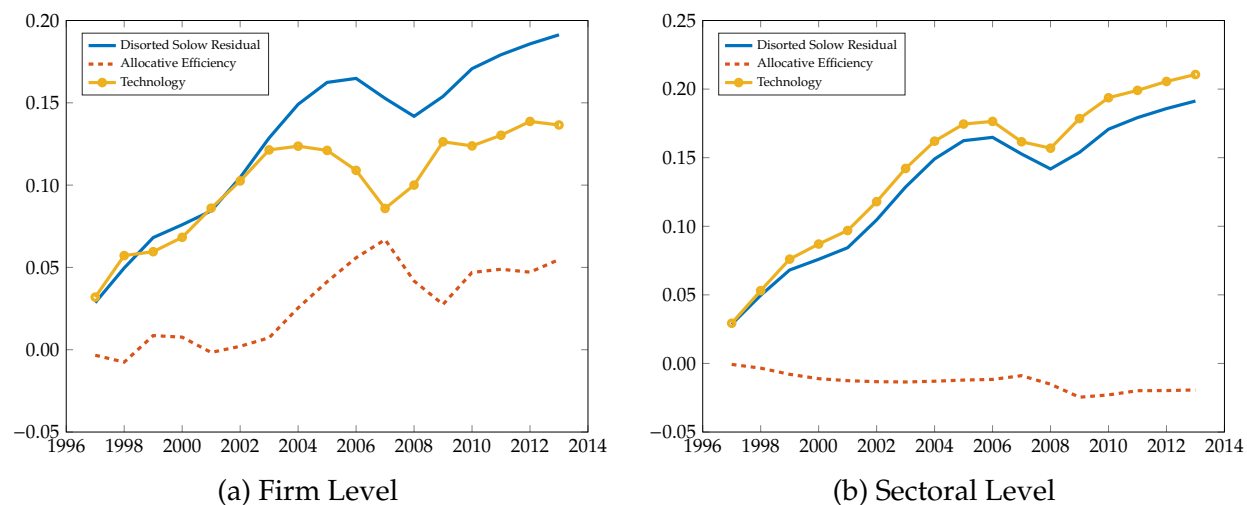 0.20
0.15
0.10
0.05
0.00
−0.05
1996 1998 2000 2002 2004 2006 2008 2010 2012 2014
Disorted Solow Residual
Allocative Efficiency
Technology
(a) Firm Level
0.25
0.20
0.15
0.10
0.05
0.00
−0.05
1996 1998 2000 2002 2004 2006 2008 2010 2012 2014
Disorted Solow Residual
Allocative Efficiency
Technology
(b) Sectoral Level